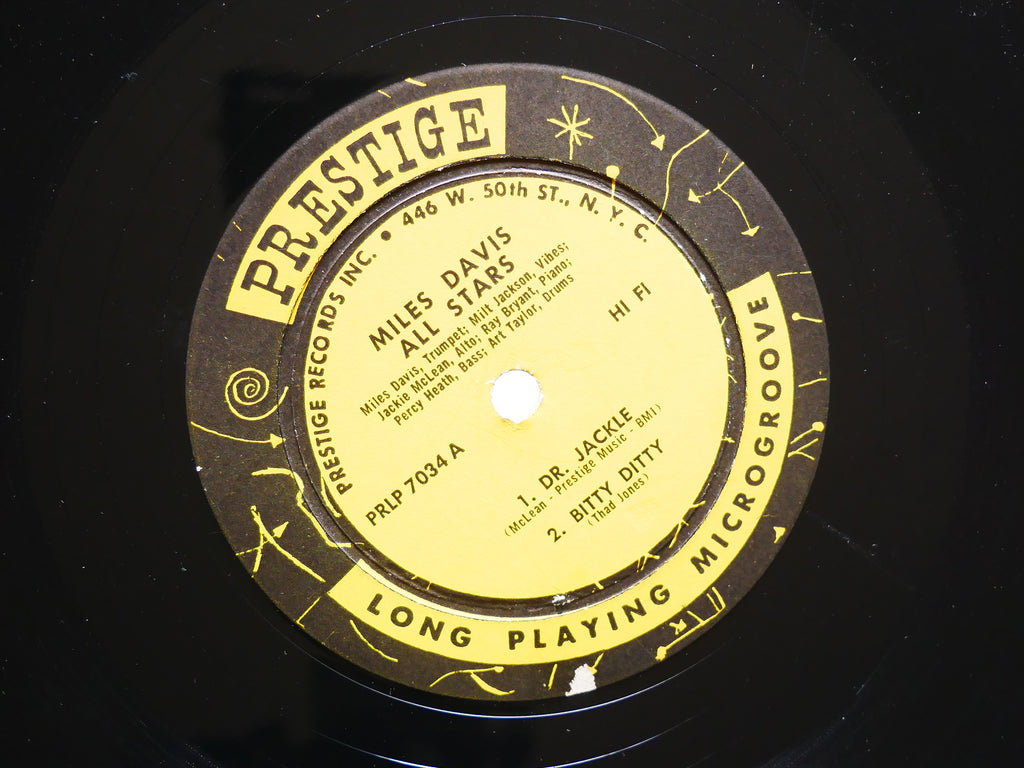 PRESTIGE
PRESTIGE RECORDS INC. • 446 W. 50th ST., N. Y. C.
MILES DAVIS
ALL STARS
Miles Davis, Trumpet; Milt Jackson, Vibes;
Jackie McLean, Alto; Ray Bryant, Piano;
Percy Heath, Bass; Art Taylor, Drums
HI FI
PRLP 7034 A
1. DR. JACKLE
(McLean - Prestige Music - BMI)
2. BITTY DITTY
(Thad Jones)
LONG PLAYING MICROGROOVE